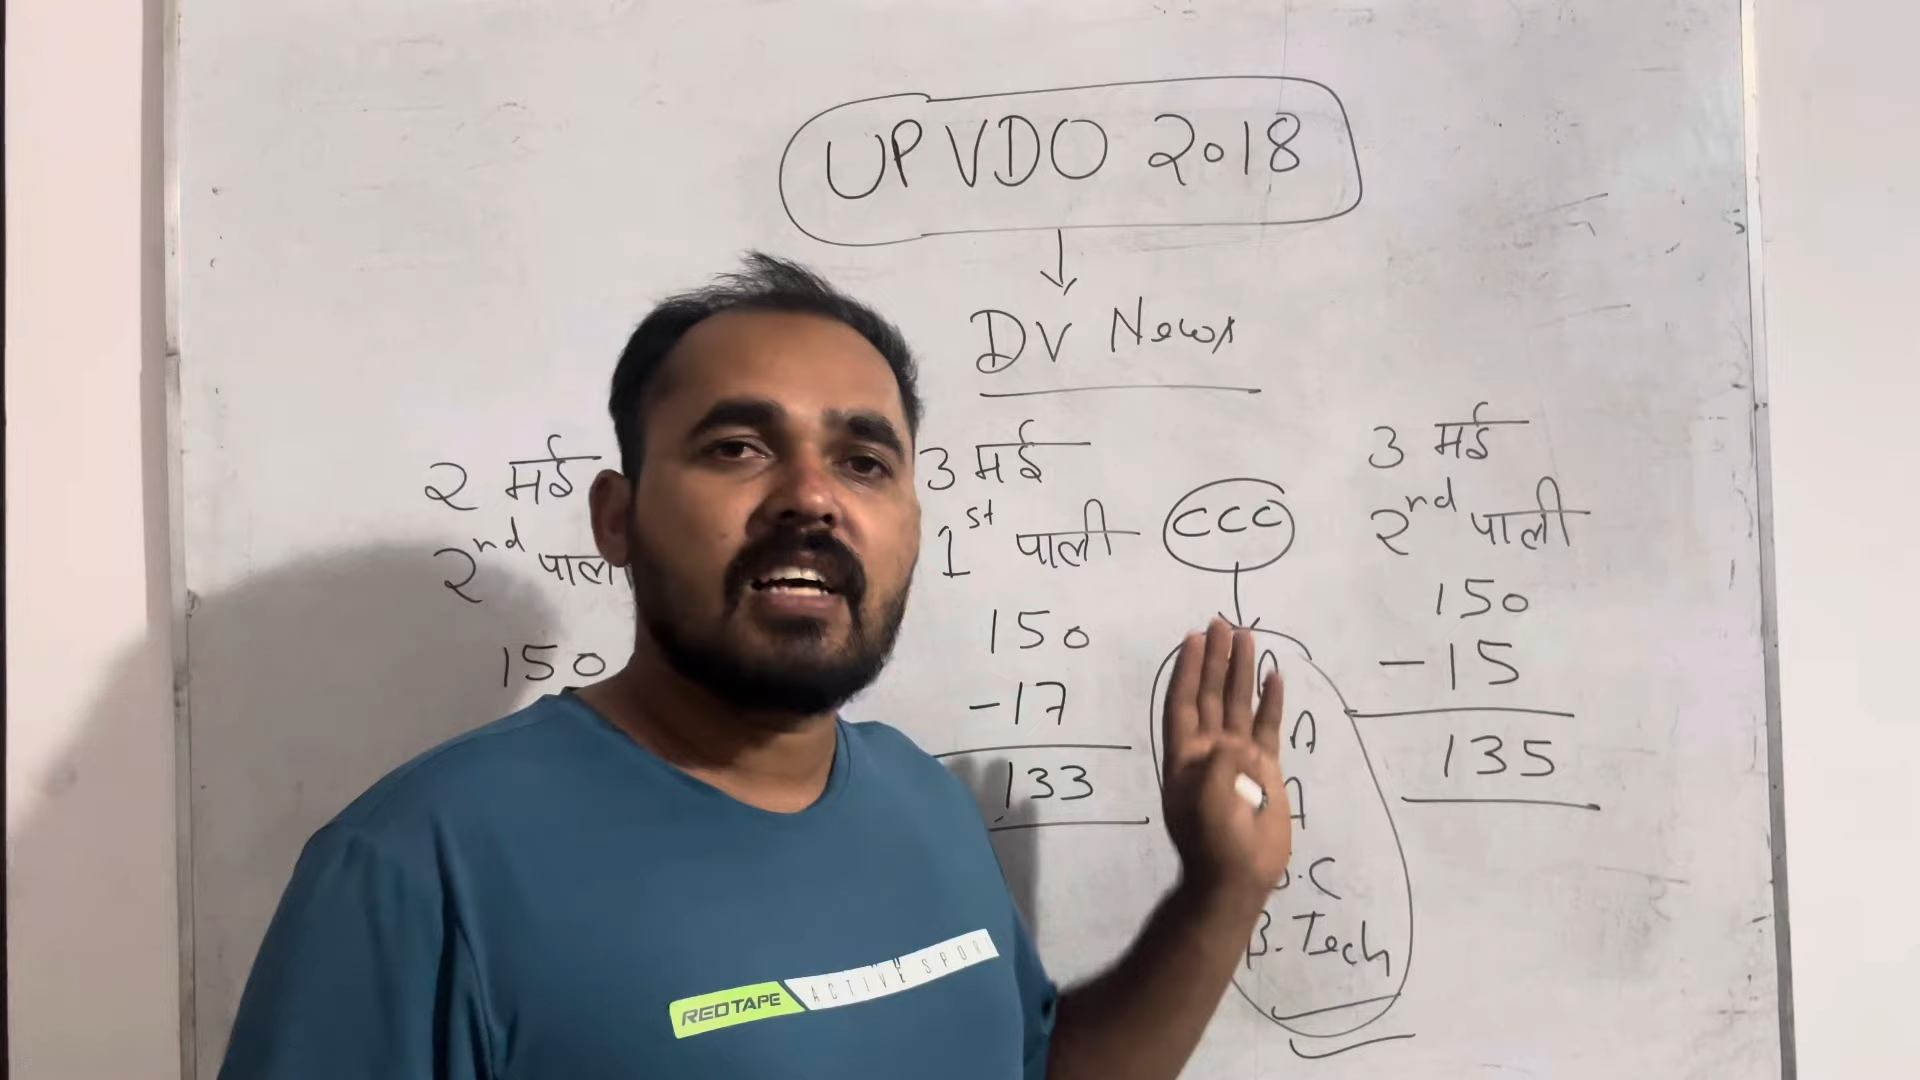 UP VDO 2018
DV News
2 मई
2nd
150
3 मई
1st पाली
150
-17
133
CCC
A
A
B.Tech
3 मई
2nd पाली
150
-15
135
REDTAPE ACTIVE